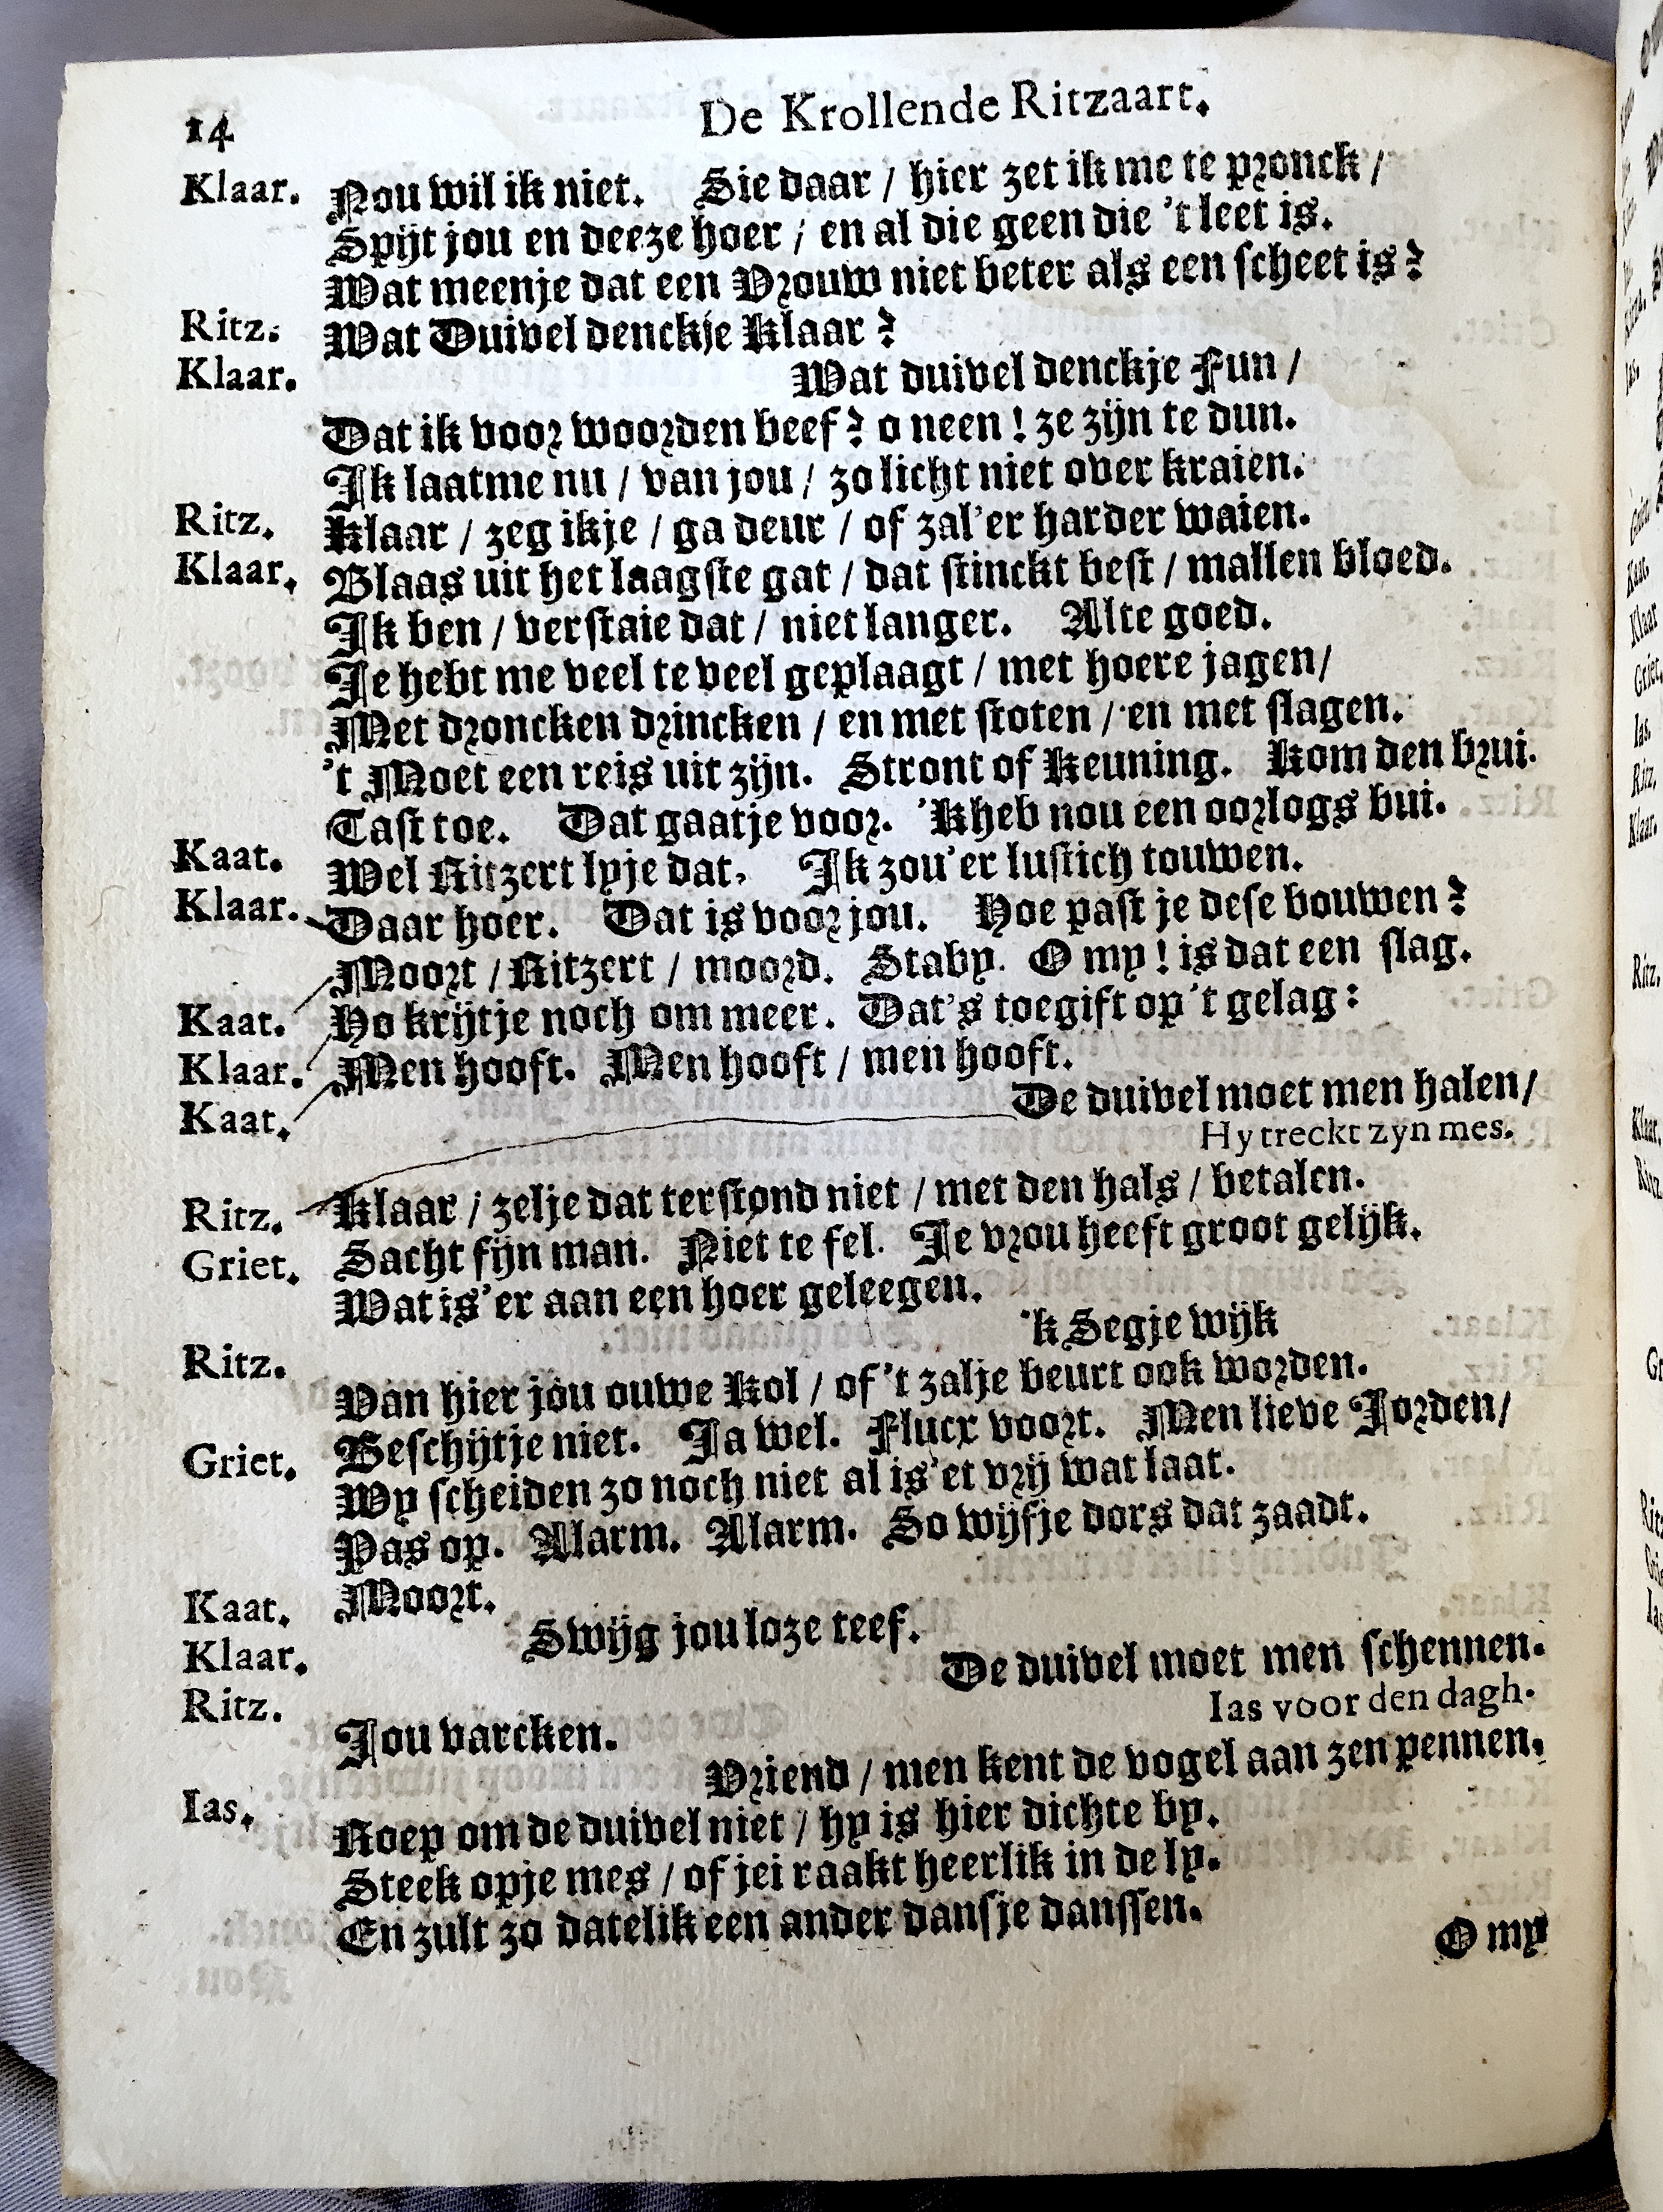 14 De Krollende Ritzaart.
Klaar. Nou wil ik niet. Sie daar / hier zet ik me te pronck /
Spijt jou en deeze hoer / en al die geen die 't leet is.
Wat meenje dat een Vrouw niet beter als een scheet is?
Ritz. Wat Duivel denckje Klaar?
Klaar. Wat duivel denckje Fun /
Dat ik voor woorden beef? o neen! ze zijn te dun.
Ik laatme nu / van jou / zo licht niet over kraien.
Ritz. Klaar / zeg ikje / ga deur / of zal'er harder waien.
Klaar. Blaas uit het laagste gat / dat stinckt best / mallen bloed.
Ik ben / verstaie dat / niet langer. Alte goed.
Je hebt me veel te veel geplaagt / met hoere jagen /
Met droncken drincken / en met stoten / en met slagen.
't Moet een reis uit zijn. Stront of Keuning. Kom den brui.
Tast toe. Dat gaatje voor. 'K heb nou een oorlogs bui.
Kaat. Wel Ritzert lyje dat. Ik zou'er lustich touwen.
Klaar. Daar hoer. Dat is voor jou. Hoe past je dese bouwen?
Moort / Ritzert / moord. Staby. O my! is dat een slag.
Kaat. Ho krijtje noch om meer. Dat's toegift op 't gelag:
Klaar. Men hooft. Men hooft / men hooft.
Kaat. De duivel moet men halen /
Hy treckt zyn mes.
Ritz. Klaar / zelje dat terstond niet / met den hals / betalen.
Griet. Sacht fijn man. Niet te fel. Je vrou heeft groot gelijk.
Wat is'er aan een hoer geleegen.
'k Segje wijk
Ritz. Van hier jou ouwe Kol / of 't zalje beurt ook worden.
Griet. Beschijtje niet. Ja wel. Flucx voort. Men lieve Jorden /
Wy scheiden zo noch niet al is'et vrij wat laat.
Pas op. Alarm. Alarm. So wijfje dors dat zaadt.
Kaat. Moort.
Klaar. Swijg jou loze teef.
Ritz. De duivel moet men schennen.
Ias voor den dagh.
Jou varcken.
Ias. Vriend / men kent de vogel aan zen pennen.
Roep om de duivel niet / hy is hier dichte by.
Steek opje mes / of jei raakt heerlik in de ly.
En zult zo datelik een ander dansje danssen.
O my